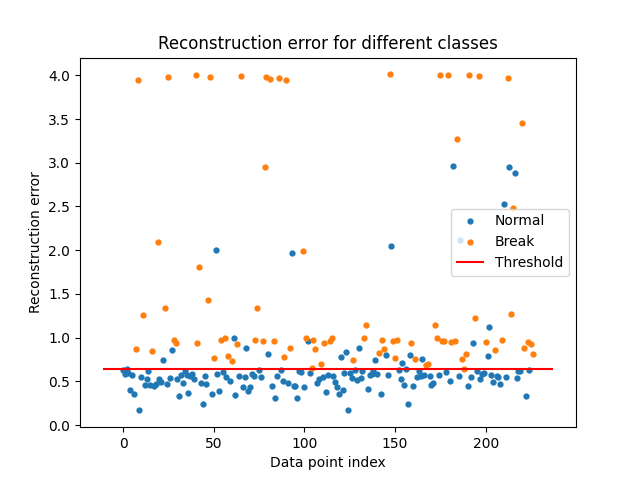 Reconstruction error for different classes
Reconstruction error
4.0
3.5
3.0
2.5
2.0
1.5
1.0
0.5
0.0
Normal
Break
Threshold
0 50 100 150 200
Data point index